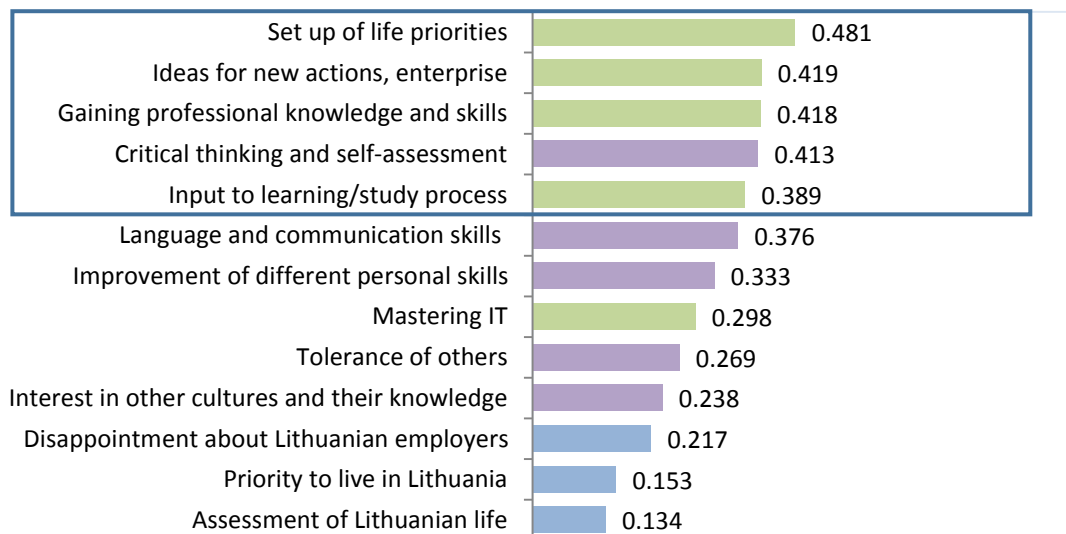 Set up of life priorities 0.481
Ideas for new actions, enterprise 0.419
Gaining professional knowledge and skills 0.418
Critical thinking and self-assessment 0.413
Input to learning/study process 0.389
Language and communication skills 0.376
Improvement of different personal skills 0.333
Mastering IT 0.298
Tolerance of others 0.269
Interest in other cultures and their knowledge 0.238
Disappointment about Lithuanian employers 0.217
Priority to live in Lithuania 0.153
Assessment of Lithuanian life 0.134